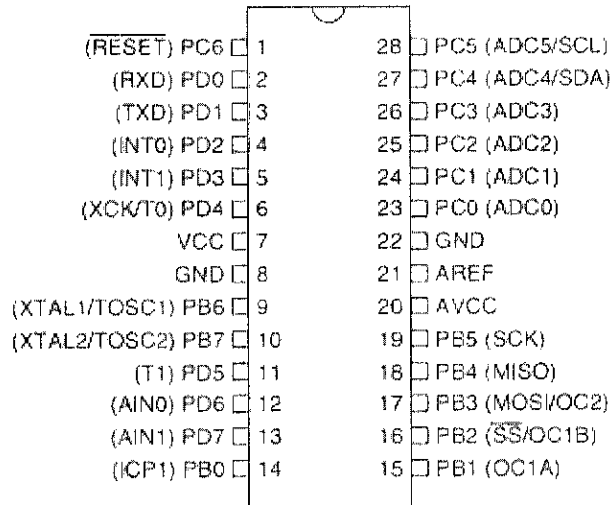 (RESET) PC6 1 28 PC5 (ADC5/SCL)
(RXD) PD0 2 27 PC4 (ADC4/SDA)
(TXD) PD1 3 26 PC3 (ADC3)
(INT0) PD2 4 25 PC2 (ADC2)
(INT1) PD3 5 24 PC1 (ADC1)
(XCK/T0) PD4 6 23 PC0 (ADC0)
VCC 7 22 GND
GND 8 21 AREF
(XTAL1/TOSC1) PB6 9 20 AVCC
(XTAL2/TOSC2) PB7 10 19 PB5 (SCK)
(T1) PD5 11 18 PB4 (MISO)
(AIN0) PD6 12 17 PB3 (MOSI/OC2)
(AIN1) PD7 13 16 PB2 (SS/OC1B)
(ICP1) PB0 14 15 PB1 (OC1A)